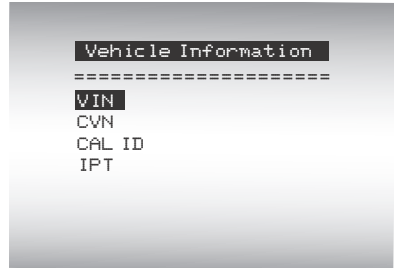 Vehicle Information
======================
VIN
CVN
CAL ID
IPT